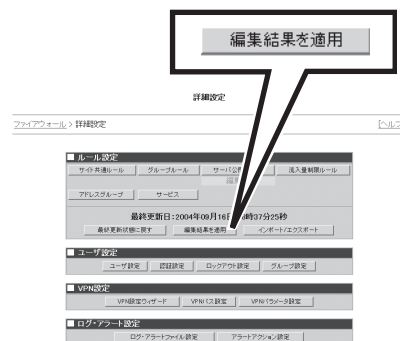 編集結果を適用
詳細設定
ファイアウォール > 詳細設定
[ヘルプ
■ ルール設定
サイト共通ルール グループルール サーバ公 ルール 流入量制限ルール
アドレスグループ サービス
最終更新日:2004年09月16日 時37分25秒
最終更新状態に戻す 編集結果を適用 インポート/エクスポート
■ ユーザ設定
ユーザ設定 認証設定 ロックアウト設定 グループ設定
■ VPN設定
VPN設定ウィザード VPNパス設定 VPNパラメータ設定
■ ログ・アラート設定
ログ・アラートファイル設定 アラートアクション設定